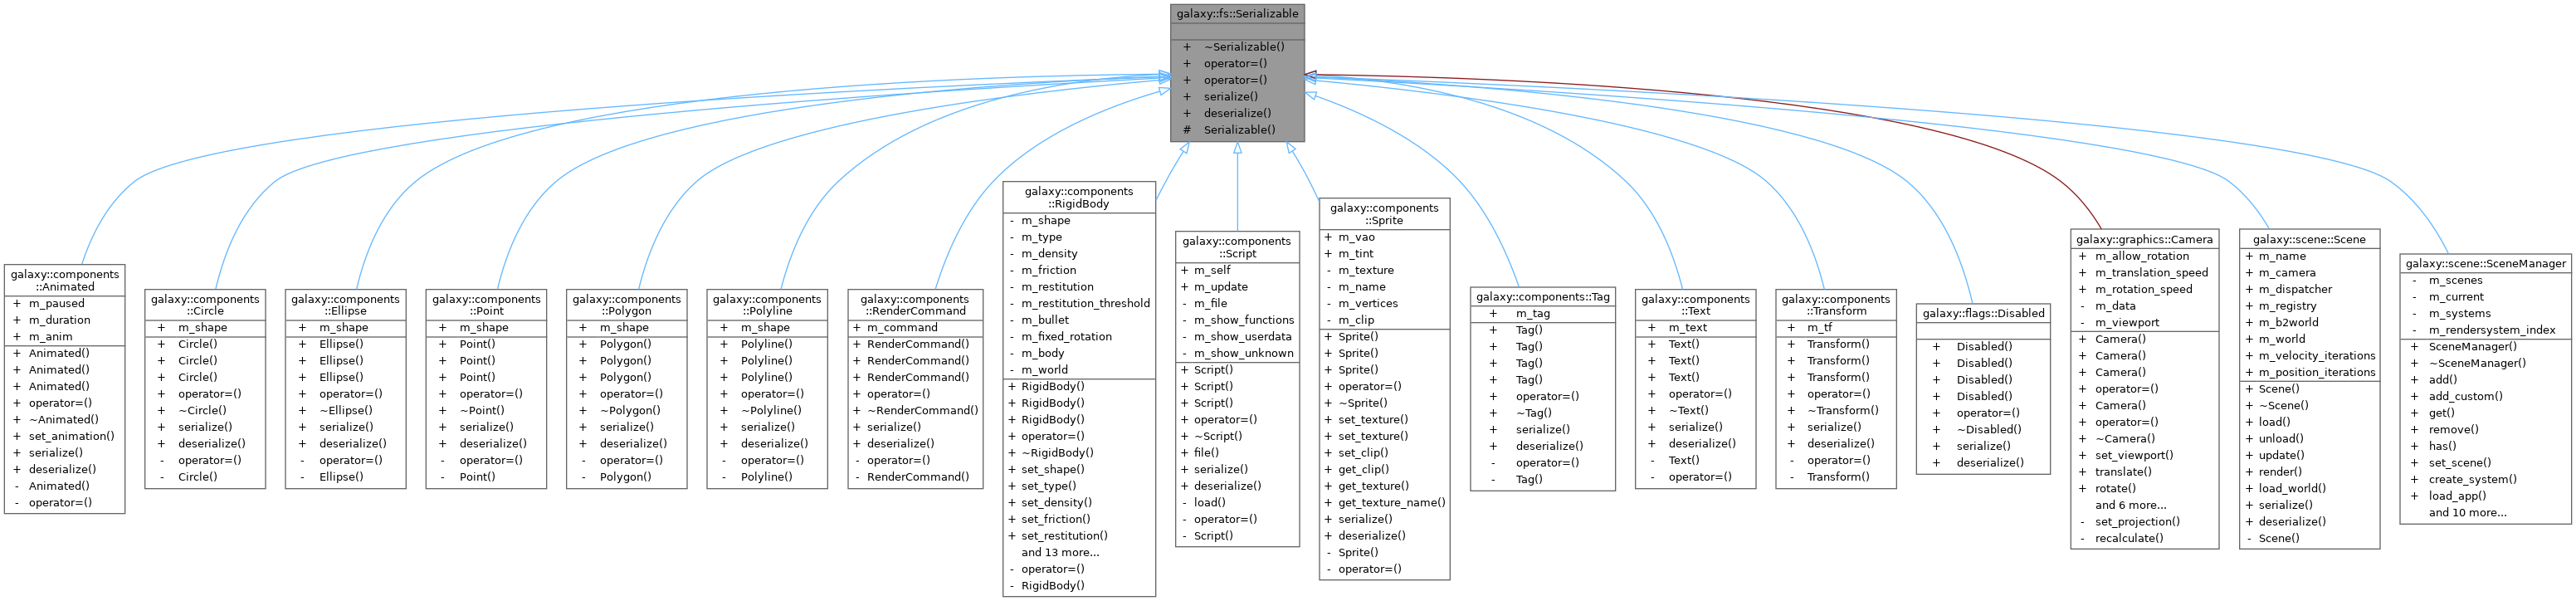 galaxy::fs::Serializable
+ ~Serializable()
+ operator=()
+ operator=()
+ serialize()
+ deserialize()
# Serializable()
galaxy::components
::Animated
+ m_paused
+ m_duration
+ m_anim
+ Animated()
+ Animated()
+ Animated()
+ operator=()
+ ~Animated()
+ set_animation()
+ serialize()
+ deserialize()
- Animated()
- operator=()
galaxy::components
::Circle
+ m_shape
+ Circle()
+ Circle()
+ Circle()
+ operator=()
+ ~Circle()
+ serialize()
+ deserialize()
- operator=()
- Circle()
galaxy::components
::Ellipse
+ m_shape
+ Ellipse()
+ Ellipse()
+ Ellipse()
+ operator=()
+ ~Ellipse()
+ serialize()
+ deserialize()
- operator=()
- Ellipse()
galaxy::components
::Point
+ m_shape
+ Point()
+ Point()
+ Point()
+ operator=()
+ ~Point()
+ serialize()
+ deserialize()
- operator=()
- Point()
galaxy::components
::Polygon
+ m_shape
+ Polygon()
+ Polygon()
+ Polygon()
+ operator=()
+ ~Polygon()
+ serialize()
+ deserialize()
- operator=()
- Polygon()
galaxy::components
::Polyline
+ m_shape
+ Polyline()
+ Polyline()
+ Polyline()
+ operator=()
+ ~Polyline()
+ serialize()
+ deserialize()
- operator=()
- Polyline()
galaxy::components
::RenderCommand
+ m_command
+ RenderCommand()
+ RenderCommand()
+ RenderCommand()
+ operator=()
+ ~RenderCommand()
+ serialize()
+ deserialize()
- operator=()
- RenderCommand()
galaxy::components
::RigidBody
- m_shape
- m_type
- m_density
- m_friction
- m_restitution
- m_restitution_threshold
- m_bullet
- m_fixed_rotation
- m_body
- m_world
+ RigidBody()
+ RigidBody()
+ RigidBody()
+ operator=()
+ ~RigidBody()
+ set_shape()
+ set_type()
+ set_density()
+ set_friction()
+ set_restitution()
and 13 more...
- operator=()
- RigidBody()
galaxy::components
::Script
+ m_self
+ m_update
- m_file
- m_show_functions
- m_show_userdata
- m_show_unknown
+ Script()
+ Script()
+ Script()
+ operator=()
+ ~Script()
+ file()
+ serialize()
+ deserialize()
- load()
- operator=()
- Script()
galaxy::components
::Sprite
+ m_vao
+ m_tint
- m_texture
- m_name
- m_vertices
- m_clip
+ Sprite()
+ Sprite()
+ Sprite()
+ operator=()
+ ~Sprite()
+ set_texture()
+ set_texture()
+ set_clip()
+ get_clip()
+ get_texture()
+ get_texture_name()
+ serialize()
+ deserialize()
- Sprite()
- operator=()
galaxy::components::Tag
+ m_tag
+ Tag()
+ Tag()
+ Tag()
+ Tag()
+ operator=()
+ ~Tag()
+ serialize()
+ deserialize()
- operator=()
- Tag()
galaxy::components
::Text
+ m_text
+ Text()
+ Text()
+ Text()
+ operator=()
+ ~Text()
+ serialize()
+ deserialize()
- Text()
- operator=()
galaxy::components
::Transform
+ m_tf
+ Transform()
+ Transform()
+ Transform()
+ operator=()
+ ~Transform()
+ serialize()
+ deserialize()
- operator=()
- Transform()
galaxy::flags::Disabled
+ Disabled()
+ Disabled()
+ Disabled()
+ Disabled()
+ operator=()
+ ~Disabled()
+ serialize()
+ deserialize()
galaxy::graphics::Camera
+ m_allow_rotation
+ m_translation_speed
+ m_rotation_speed
- m_data
- m_viewport
+ Camera()
+ Camera()
+ Camera()
+ operator=()
+ Camera()
+ operator=()
+ ~Camera()
+ set_viewport()
+ translate()
+ rotate()
and 6 more...
- set_projection()
- recalculate()
galaxy::scene::Scene
+ m_name
+ m_camera
+ m_dispatcher
+ m_registry
+ m_b2world
+ m_world
+ m_velocity_iterations
+ m_position_iterations
+ Scene()
+ ~Scene()
+ load()
+ unload()
+ update()
+ render()
+ load_world()
+ serialize()
+ deserialize()
- Scene()
galaxy::scene::SceneManager
- m_scenes
- m_current
- m_systems
- m_rendersystem_index
+ SceneManager()
+ ~SceneManager()
+ add()
+ add_custom()
+ get()
+ remove()
+ has()
+ set_scene()
+ create_system()
+ load_app()
and 10 more...